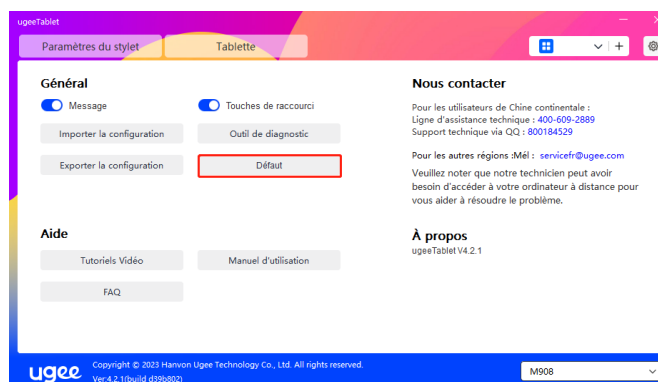 ugeeTablet
Paramètres du stylet
Tablette
Général
Message
Touches de raccourci
Importer la configuration
Outil de diagnostic
Exporter la configuration
Défaut
Aide
Tutoriels Vidéo
Manuel d'utilisation
FAQ
Nous contacter
Pour les utilisateurs de Chine continentale :
Ligne d'assistance technique : 400-609-2889
Support technique via QQ : 800184529
Pour les autres régions :Mél : servicefr@ugee.com
Veuillez noter que notre technicien peut avoir
besoin d'accéder à votre ordinateur à distance pour
vous aider à résoudre le problème.
À propos
ugeeTablet V4.2.1
ugee
Copyright © 2023 Hanvon Ugee Technology Co., Ltd. All rights reserved.
Ver:4.2.1(build d39b802)
M908